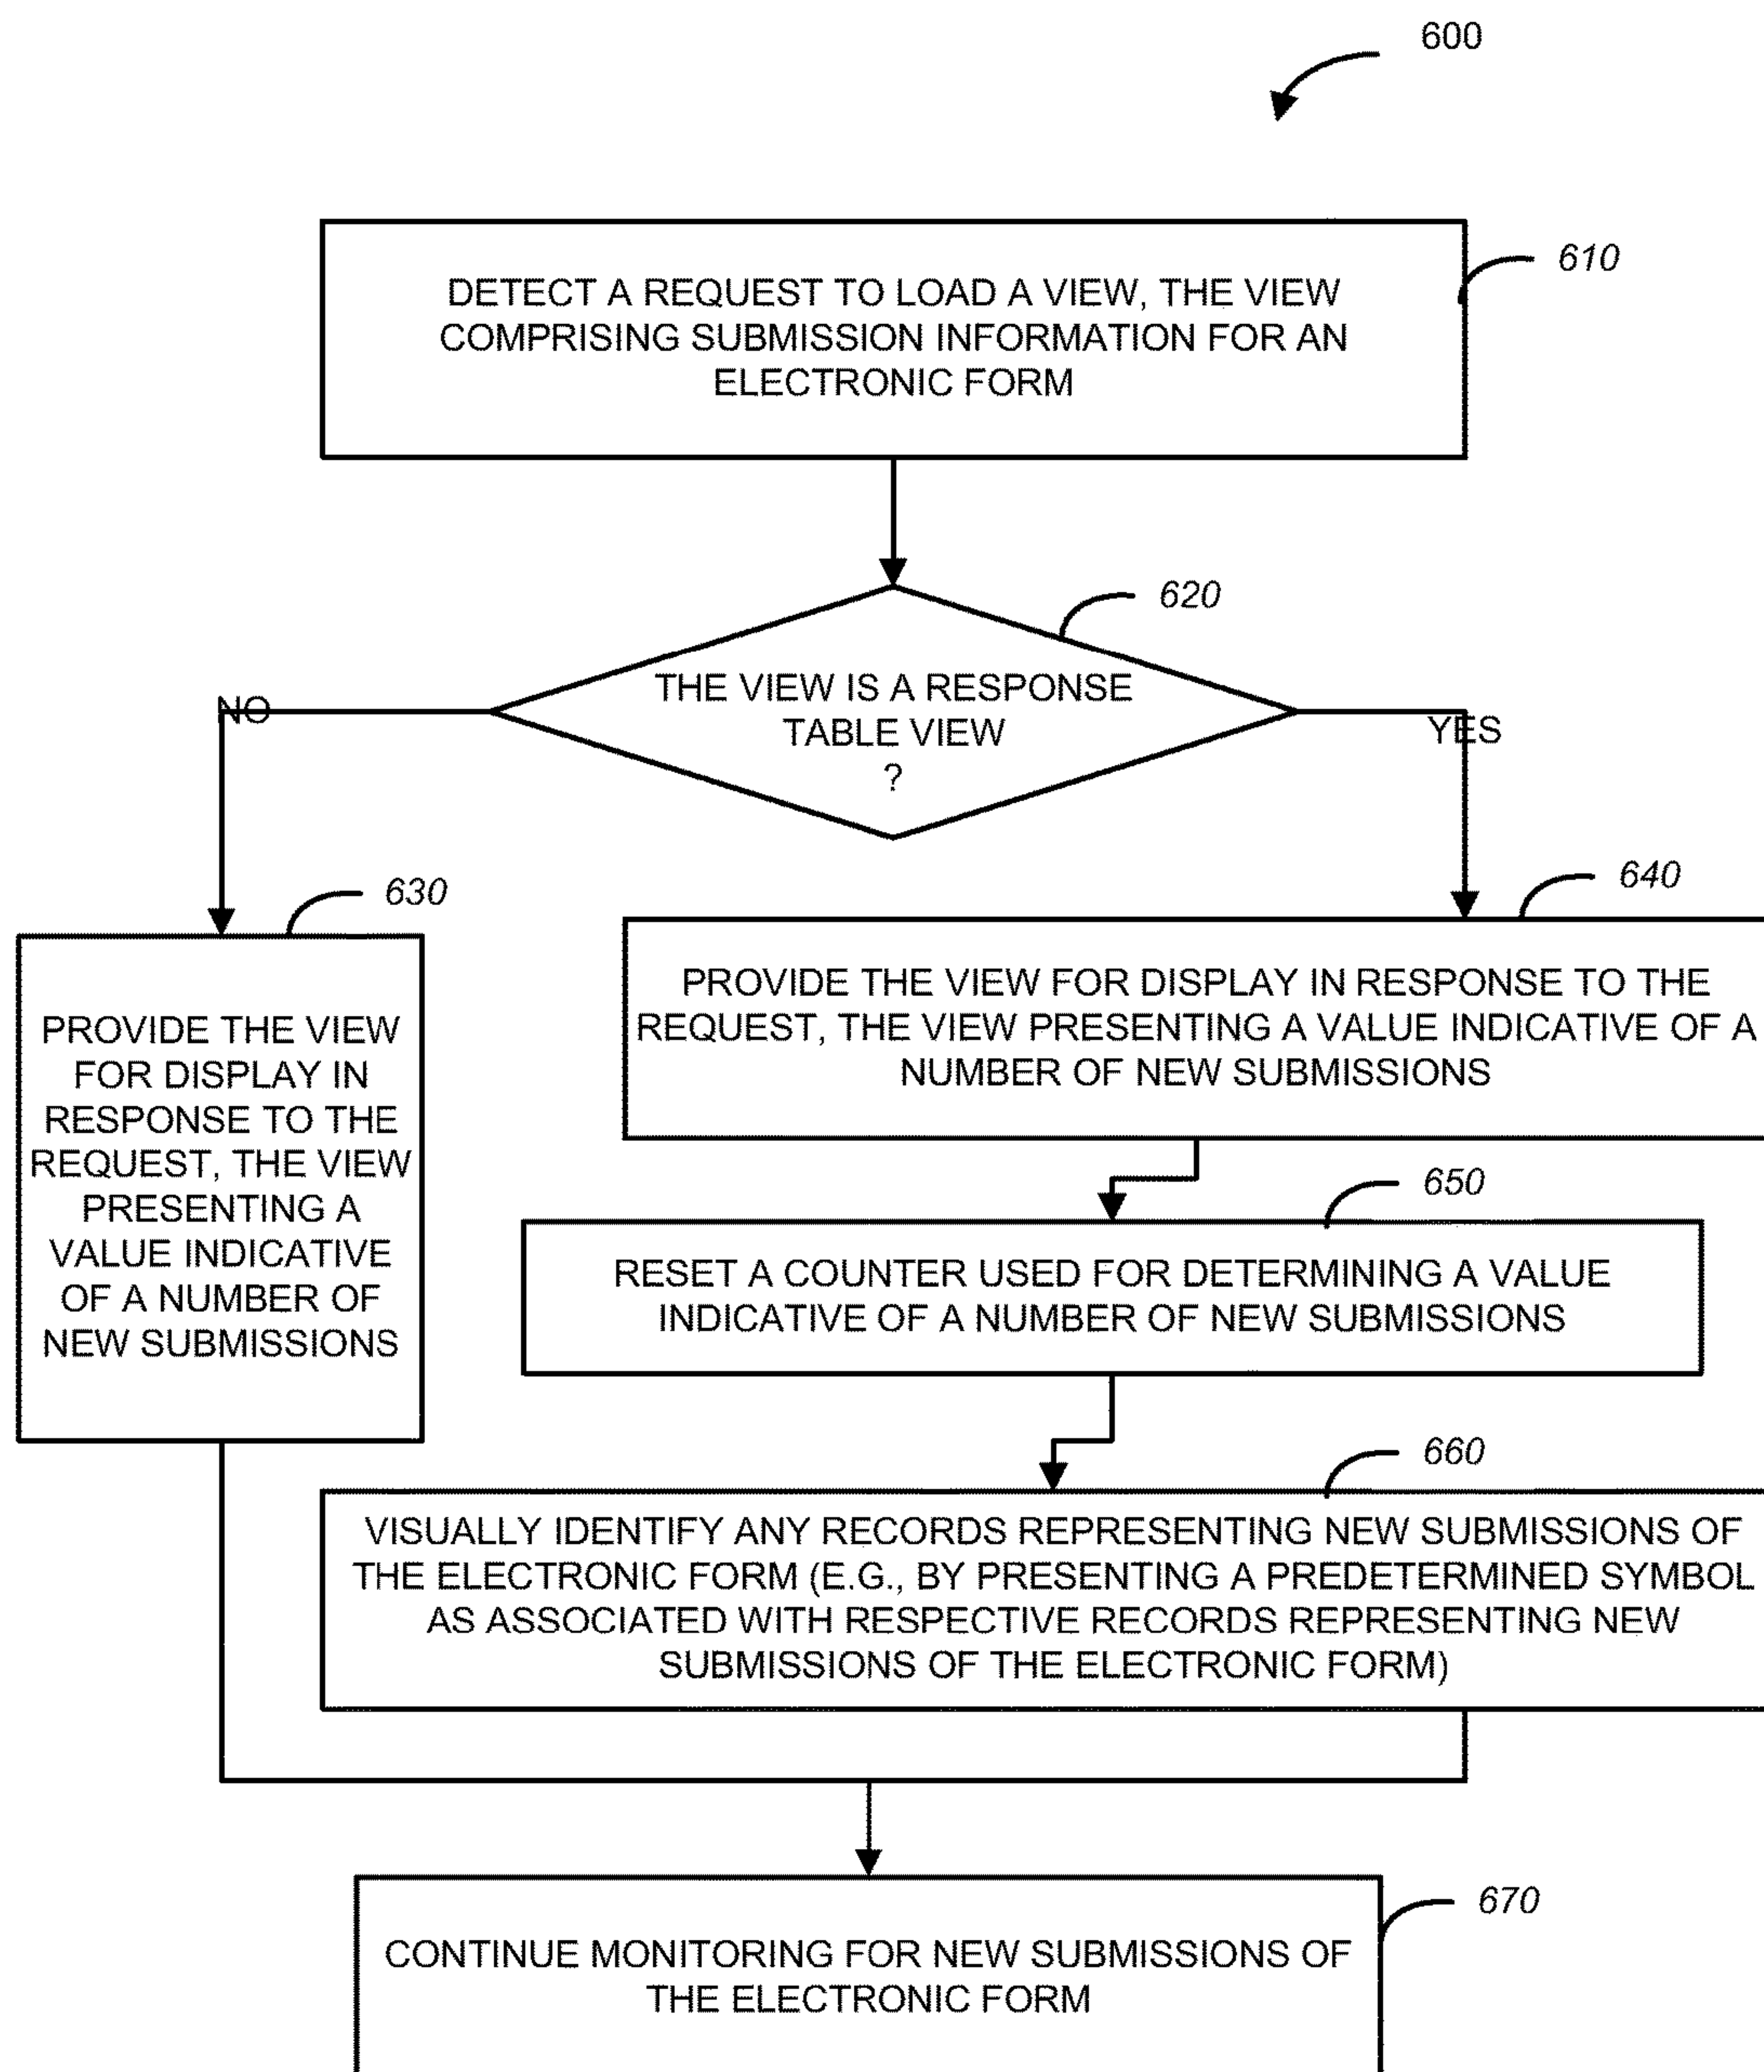 600
610
DETECT A REQUEST TO LOAD A VIEW, THE VIEW
COMPRISING SUBMISSION INFORMATION FOR AN
ELECTRONIC FORM
620
THE VIEW IS A RESPONSE
TABLE VIEW
?
NO
YES
630
PROVIDE THE VIEW
FOR DISPLAY IN
RESPONSE TO THE
REQUEST, THE VIEW
PRESENTING A
VALUE INDICATIVE
OF A NUMBER OF
NEW SUBMISSIONS
640
PROVIDE THE VIEW FOR DISPLAY IN RESPONSE TO THE
REQUEST, THE VIEW PRESENTING A VALUE INDICATIVE OF A
NUMBER OF NEW SUBMISSIONS
650
RESET A COUNTER USED FOR DETERMINING A VALUE
INDICATIVE OF A NUMBER OF NEW SUBMISSIONS
660
VISUALLY IDENTIFY ANY RECORDS REPRESENTING NEW SUBMISSIONS OF
THE ELECTRONIC FORM (E.G., BY PRESENTING A PREDETERMINED SYMBOL
AS ASSOCIATED WITH RESPECTIVE RECORDS REPRESENTING NEW
SUBMISSIONS OF THE ELECTRONIC FORM)
670
CONTINUE MONITORING FOR NEW SUBMISSIONS OF
THE ELECTRONIC FORM